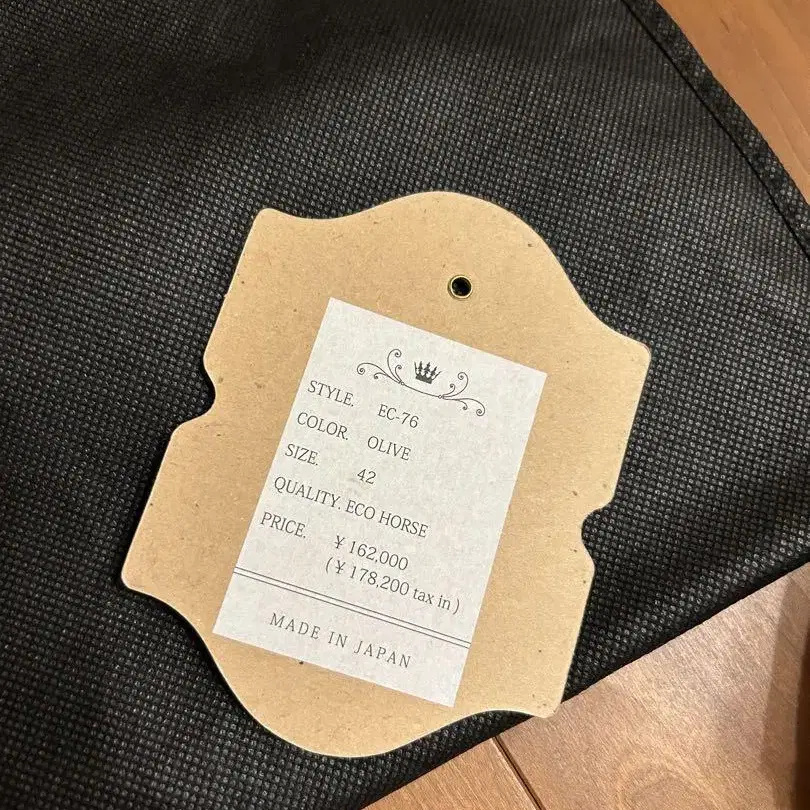 STYLE. EC-76
COLOR. OLIVE
SIZE. 42
QUALITY. ECO HORSE
PRICE. ¥ 162,000
(¥ 178,200 tax in)
MADE IN JAPAN